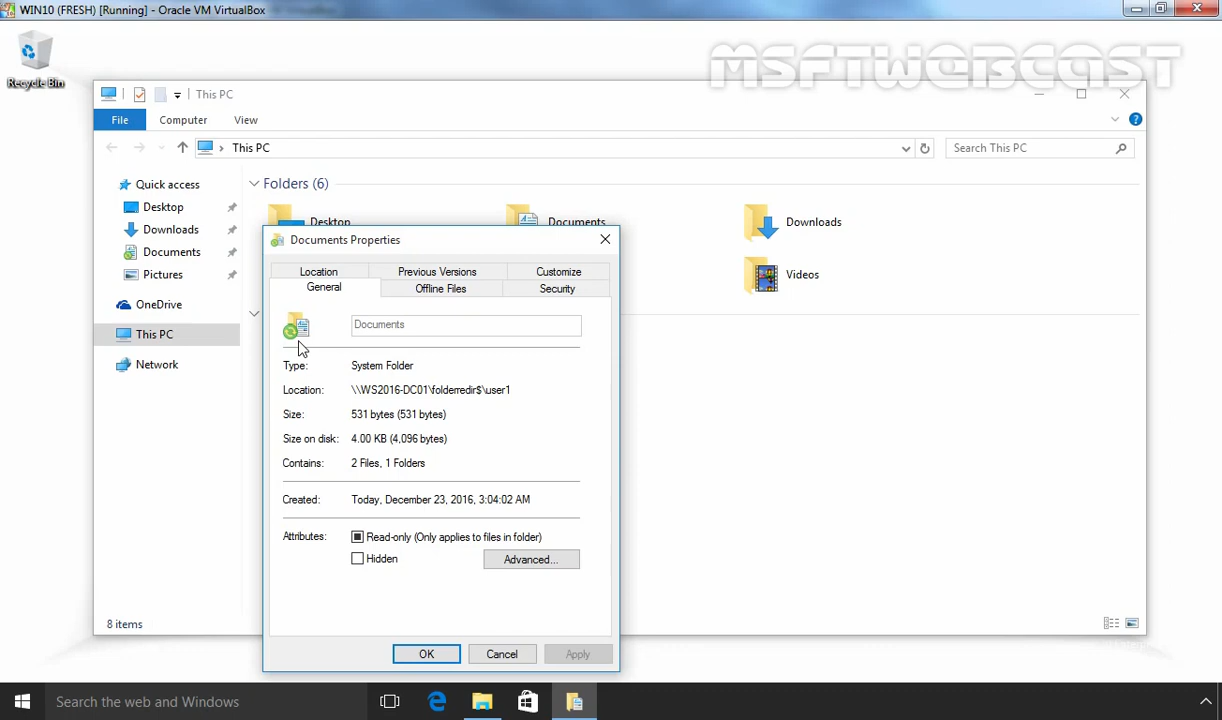 WIN10 (FRESH) [Running] - Oracle VM VirtualBox
MSFTWEBCAST
Recycle Bin
This PC
File Computer View
This PC
Search This PC
Quick access
Desktop
Downloads
Documents
Pictures
OneDrive
This PC
Network
Folders (6)
Desktop
Documents
Downloads
Videos
Documents Properties
Location Previous Versions Customize
General Offline Files Security
Documents
Type: System Folder
Location: \\WS2016-DC01\folderredir$\user1
Size: 531 bytes (531 bytes)
Size on disk: 4.00 KB (4,096 bytes)
Contains: 2 Files, 1 Folders
Created: Today, December 23, 2016, 3:04:02 AM
Attributes: Read-only (Only applies to files in folder)
Hidden Advanced...
OK Cancel Apply
8 items
Search the web and Windows